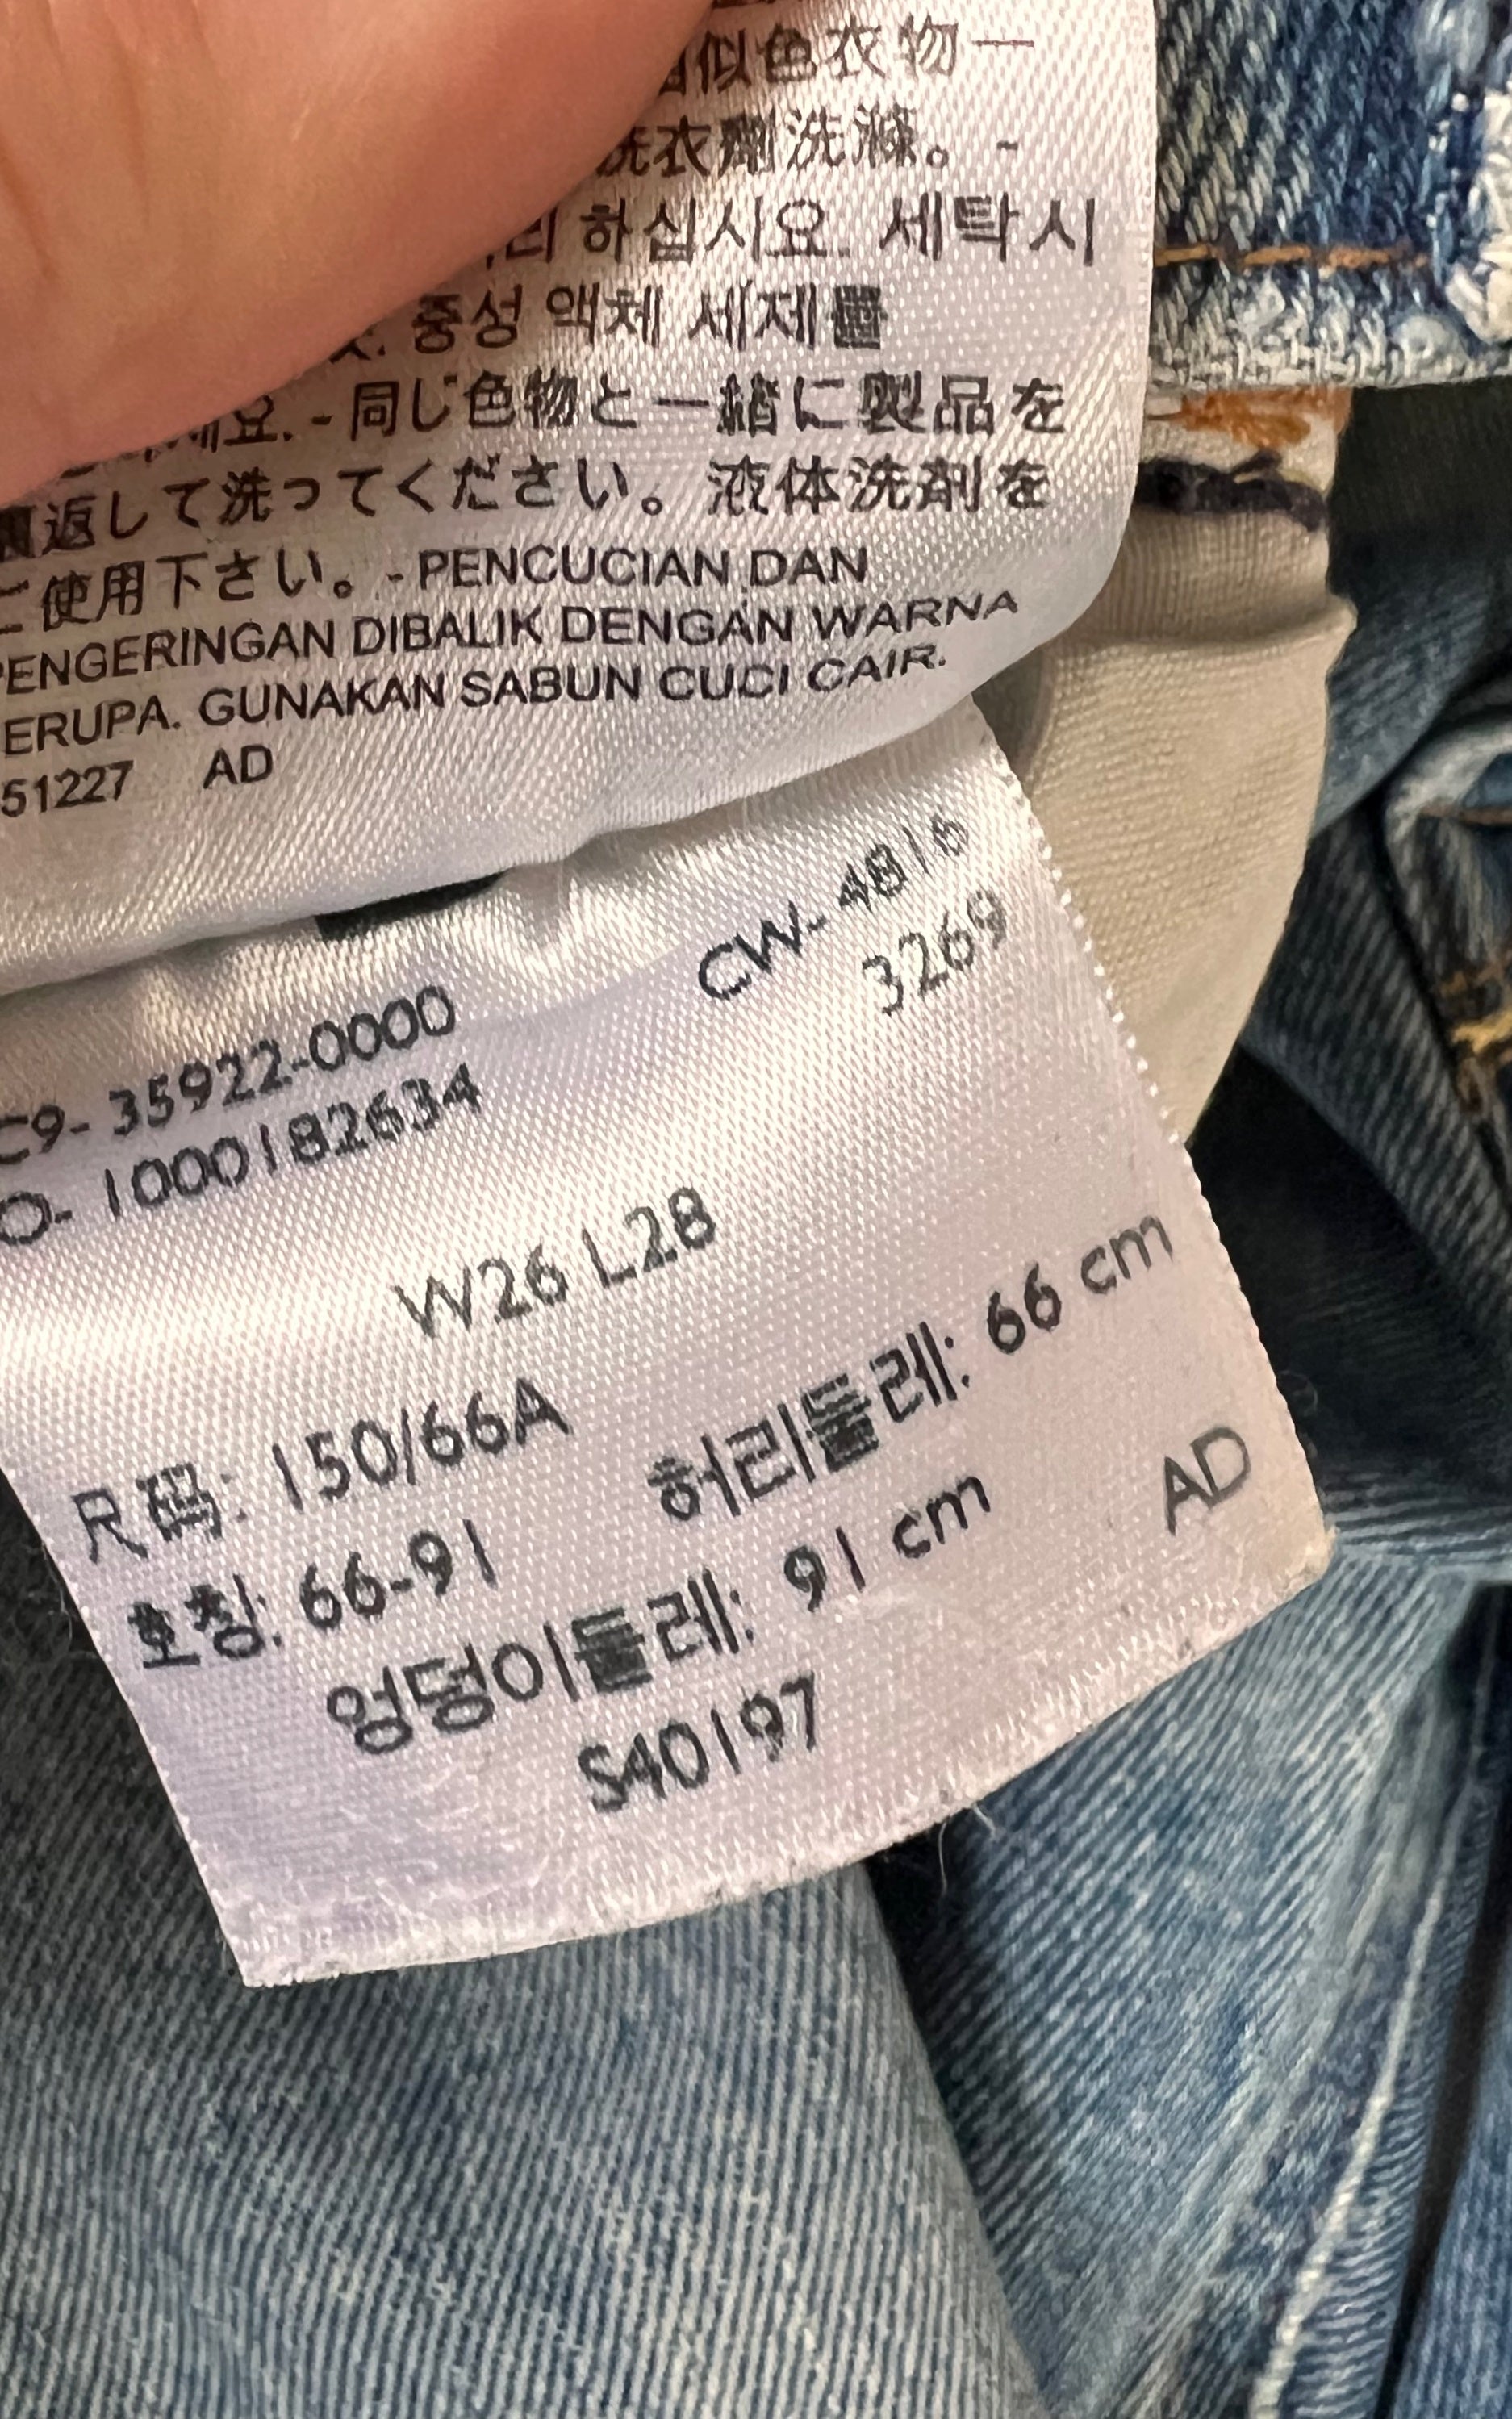 似色衣物一
洗衣劑洗滌。-
리 하십시요. 세탁 시
중성 액체 세제를
요. - 同じ色物と一緒に製品を
返して洗ってください。液体洗剤を
ご使用下さい。- PENCUCIAN DAN
PENGERINGAN DIBALIK DENGAN WARNA
ERUPA. GUNAKAN SABUN CUCI CAIR.
51227 AD
CW-4816
3269
C9- 35922-0000
O- 1000182634
W26 L28
尺码: 150/66A
호칭: 66-91
허리둘레: 66 cm
엉덩이둘레: 91 cm
AD
S40197